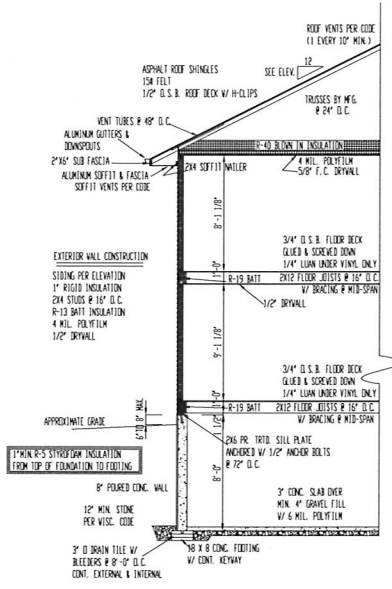 ROOF VENTS PER CODE
(1 EVERY 10" MIN.)
12
SEE ELEV.
ASPHALT ROOF SHINGLES
15# FELT
1/2" O.S.B. ROOF DECK W/ H-CLIPS
TRUSSES BY MFG.
@ 24" O.C.
VENT TUBES @ 48" O.C.
ALUMINUM GUTTERS &
DOWNSPOUTS
R-40 BLOWN IN INSULATION
2"X6" SUB FASCIA
2X4 SOFFIT NAILER
4 MIL. POLYFILM
5/8" F.C. DRYWALL
ALUMINUM SOFFIT & FASCIA
SOFFIT VENTS PER CODE
8'-1 1/8"
3/4" O.S.B. FLOOR DECK
GLUED & SCREWED DOWN
1/4" LUAN UNDER VINYL ONLY
EXTERIOR WALL CONSTRUCTION
SIDING PER ELEVATION
1" RIGID INSULATION
2X4 STUDS @ 16" O.C.
R-13 BATT INSULATION
4 MIL. POLYFILM
1/2" DRYWALL
1'-0"
R-19 BATT
2X12 FLOOR JOISTS @ 16" O.C.
W/ BRACING @ MID-SPAN
1/2" DRYWALL
9'-1 1/8"
3/4" O.S.B. FLOOR DECK
GLUED & SCREWED DOWN
1/4" LUAN UNDER VINYL ONLY
1'-0"
R-19 BATT
2X12 FLOOR JOISTS @ 16" O.C.
W/ BRACING @ MID-SPAN
MAX.
8"
6"
APPROXIMATE GRADE
1 1/2"
2X6 PR. TRTD. SILL PLATE
ANCHORED W/ 1/2" ANCHOR BOLTS
@ 72" O.C.
1"MIN.R-5 STYROFOAM INSULATION
FROM TOP OF FOUNDATION TO FOOTING
8'-0"
8" POURED CONC. WALL
3" CONC. SLAB OVER
MIN. 4" GRAVEL FILL
W/ 6 MIL. POLYFILM
12" MIN. STONE
PER WISC. CODE
3" O DRAIN TILE W/
BLEEDERS @ 8'-0" O.C.
CONT. EXTERNAL & INTERNAL
18 X 8 CONC. FOOTING
W/ CONT. KEYWAY